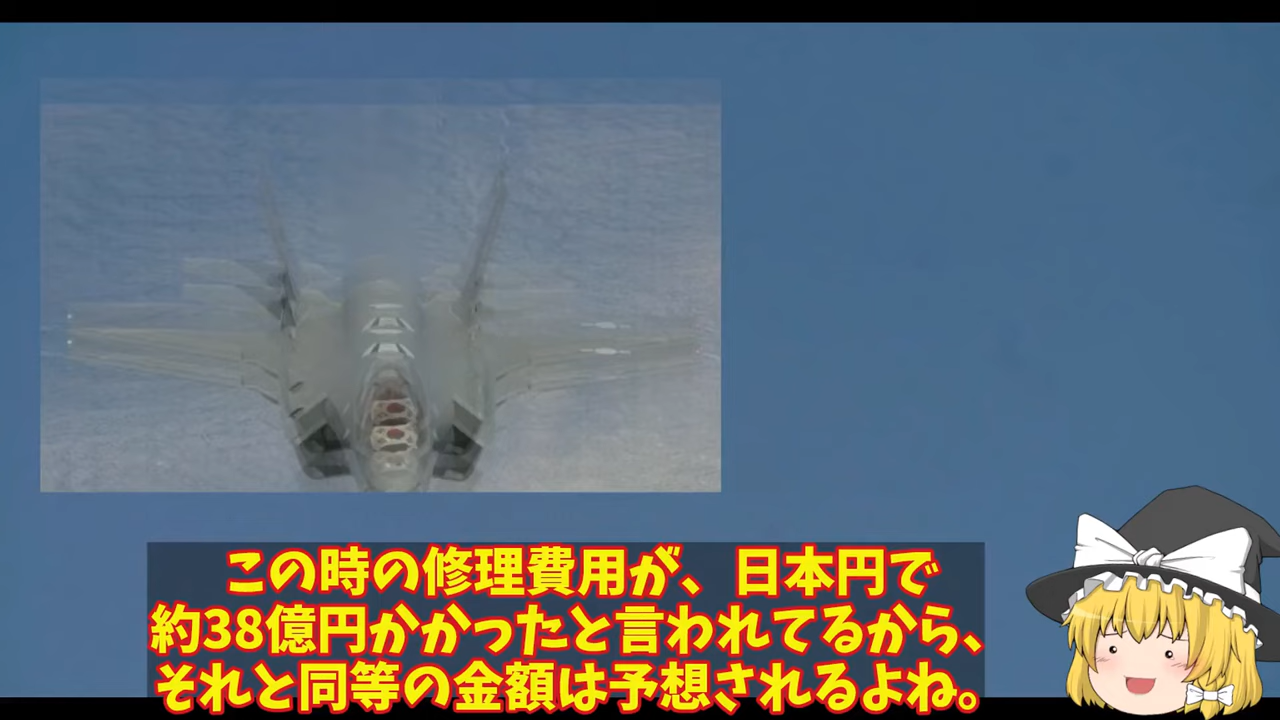 この時の修理費用が、日本円で
約38億円かかったと言われてるから、
それと同等の金額は予想されるよね。